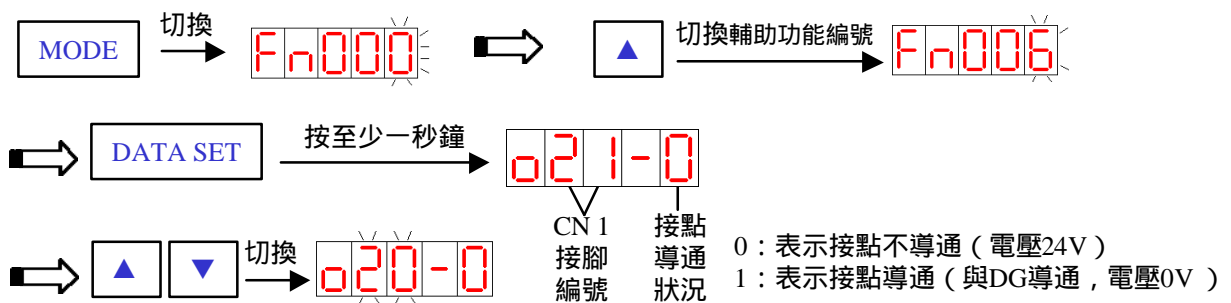 MODE 切換 Fn000 ▲ 切換輔助功能編號 Fn006
DATA SET 按至少一秒鐘 o21-0
CN 1 接腳編號
接點導通狀況
▲ ▼ 切換 o20-0
0：表示接點不導通（電壓24V）
1：表示接點導通（與DG導通，電壓0V ）